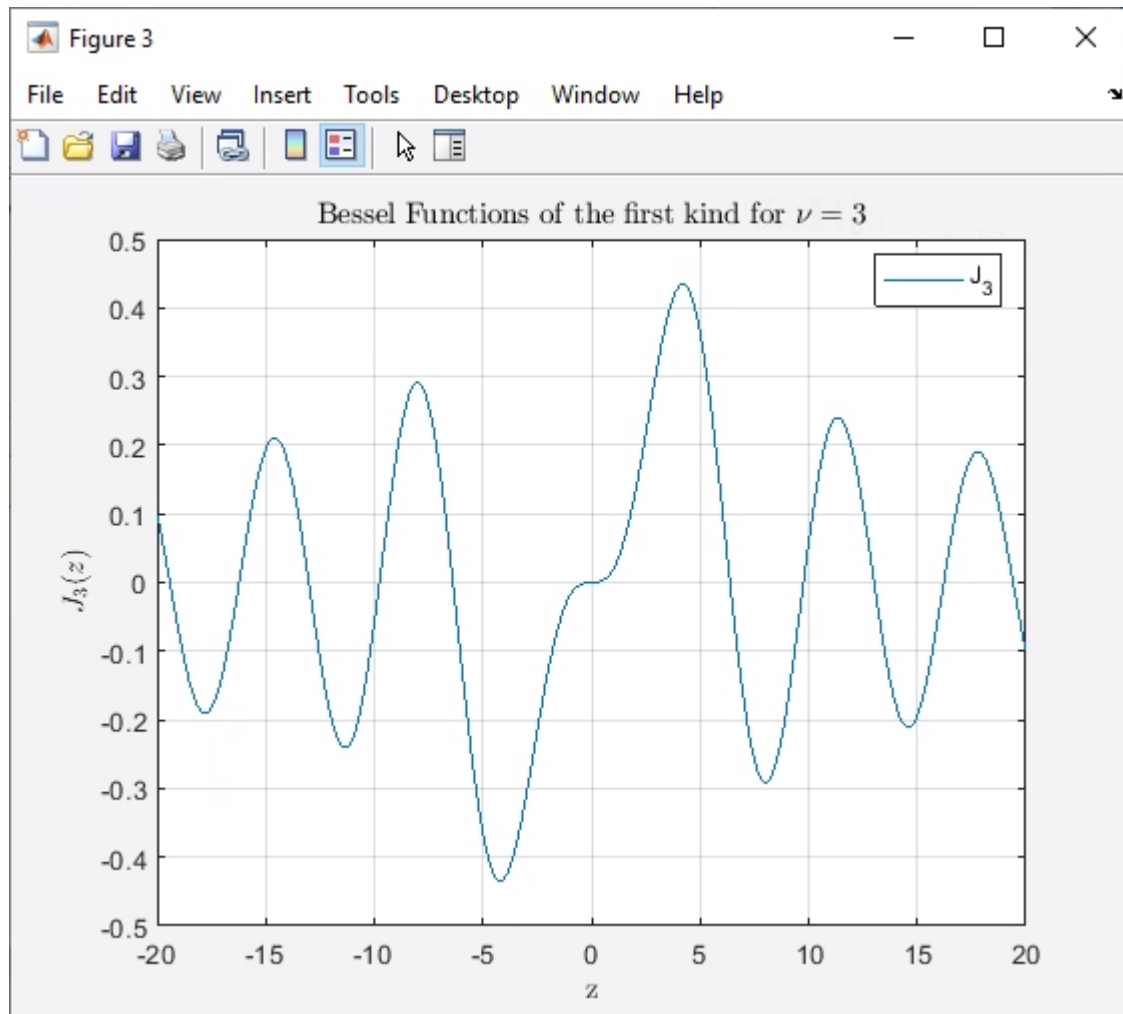 Figure 3
File Edit View Insert Tools Desktop Window Help
Bessel Functions of the first kind for ν = 3
J₃
0.5
0.4
0.3
0.2
0.1
0
-0.1
-0.2
-0.3
-0.4
-0.5
J₃(z)
-20 -15 -10 -5 0 5 10 15 20
z